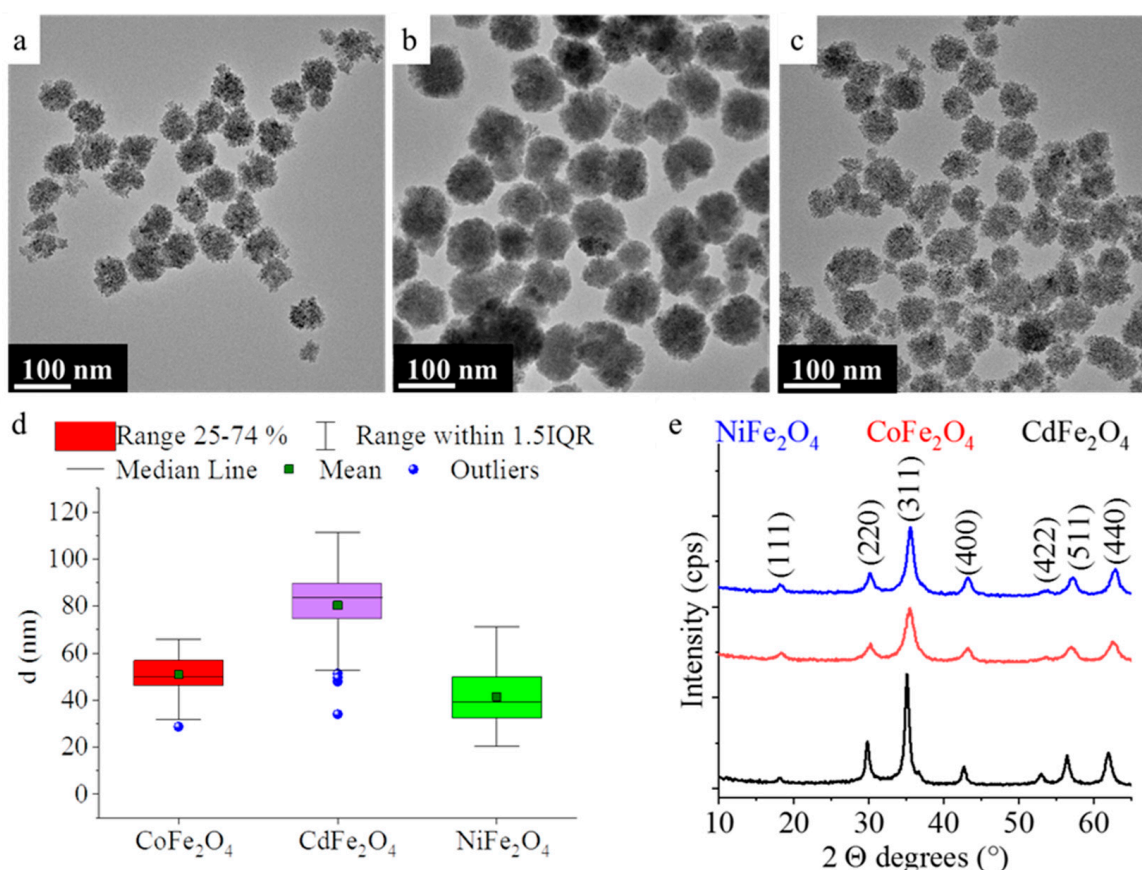 a
b
c
100 nm
100 nm
100 nm
d
Range 25-74 %
Range within 1.5IQR
Median Line
Mean
Outliers
d (nm)
120
100
80
60
40
20
0
CoFe₂O₄
CdFe₂O₄
NiFe₂O₄
e
NiFe₂O₄
CoFe₂O₄
CdFe₂O₄
(111)
(220)
(311)
(400)
(422)
(511)
(440)
Intensity (cps)
10
20
30
40
50
60
2 Θ degrees (°)